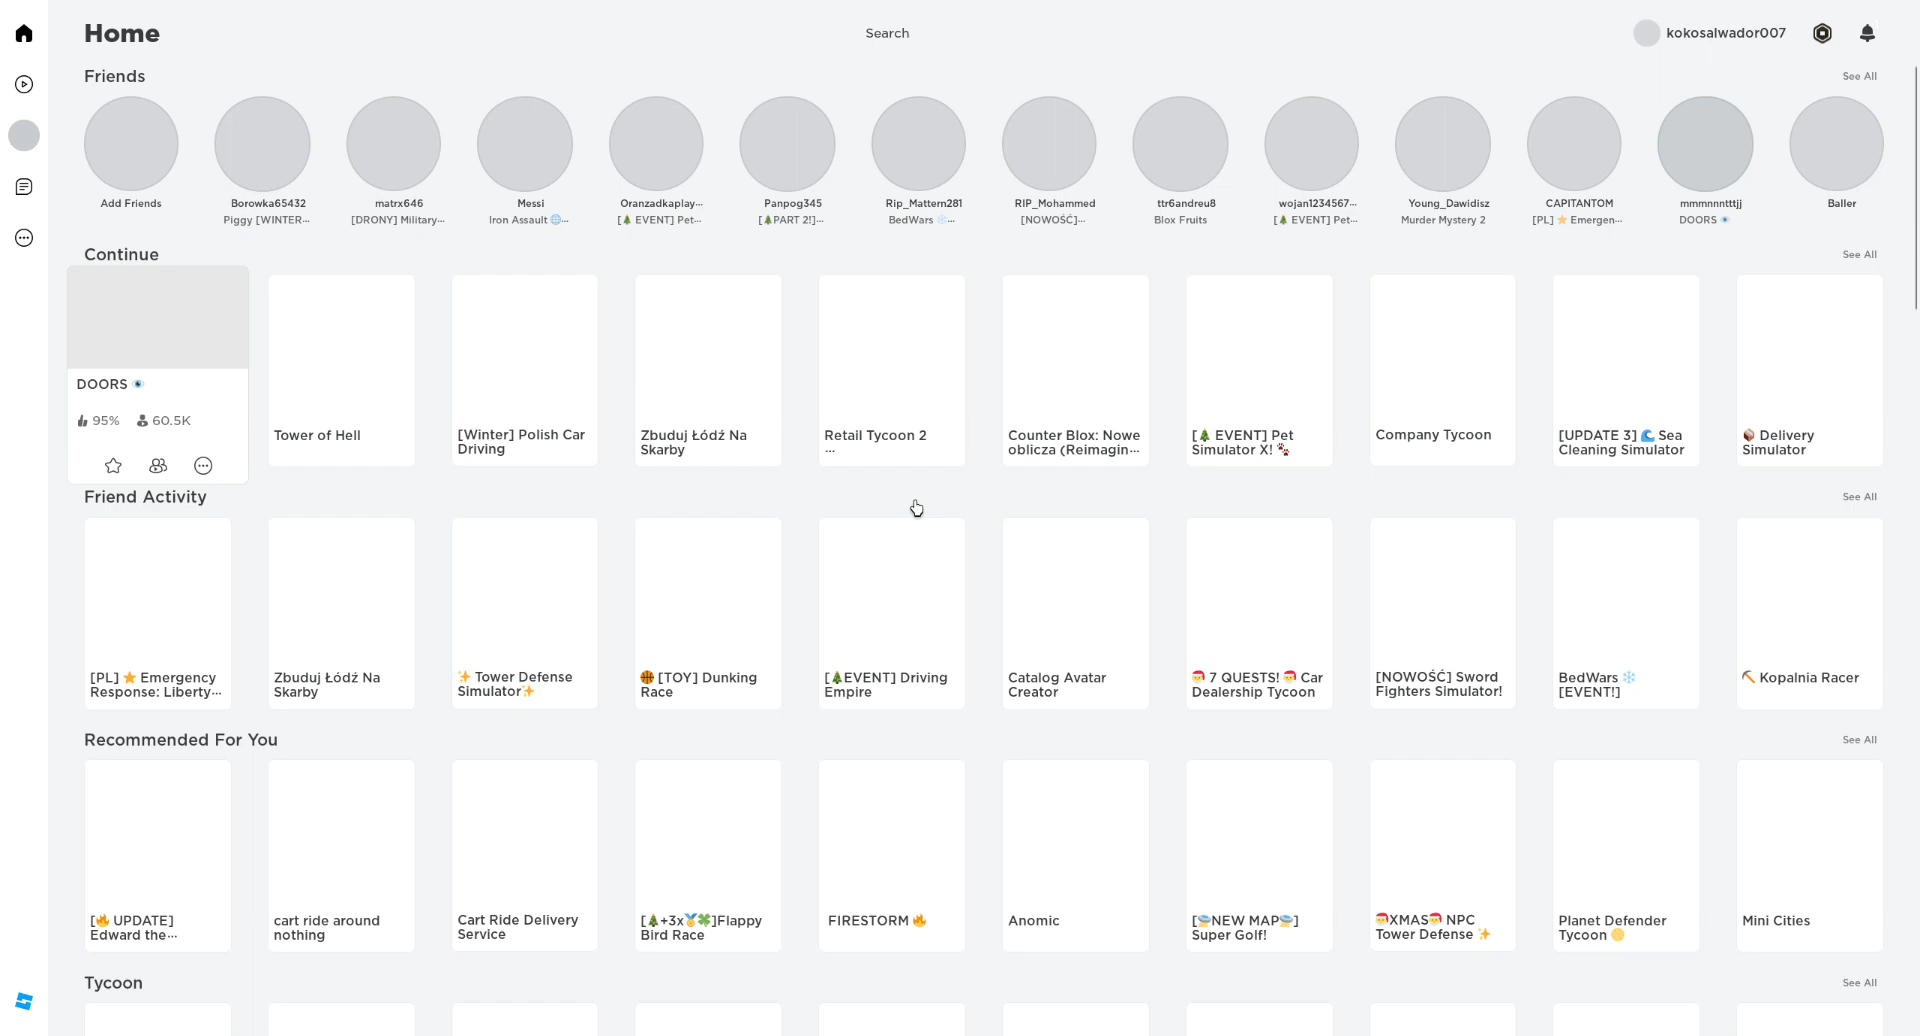 Home
Search
kokosalwador007
Friends
See All
Add Friends
Borowka65432
Piggy [WINTER...
matrx646
[DRONY] Military...
Messi
Iron Assault 🌐...
Oranzadkaplay...
[🎄 EVENT] Pet...
Panpog345
[🎄PART 2!]...
Rip_Mattern281
BedWars ❄️...
RIP_Mohammed
[NOWOŚĆ]...
ttr6andreu8
Blox Fruits
wojan1234567...
[🎄 EVENT] Pet...
Young_Dawidisz
Murder Mystery 2
CAPITANTOM
[PL] ⭐ Emergen...
mmmnnntttjj
DOORS 👁️
Baller
Continue
See All
DOORS 👁️
95% 60.5K
Tower of Hell
[Winter] Polish Car
Driving
Zbuduj Łódź Na
Skarby
Retail Tycoon 2
...
Counter Blox: Nowe
oblicza (Reimagin...
[🎄 EVENT] Pet
Simulator X! 🐾
Company Tycoon
[UPDATE 3] 🌊 Sea
Cleaning Simulator
📦 Delivery
Simulator
Friend Activity
See All
[PL] ⭐ Emergency
Response: Liberty...
Zbuduj Łódź Na
Skarby
✨ Tower Defense
Simulator✨
🏀 [TOY] Dunking
Race
[🎄EVENT] Driving
Empire
Catalog Avatar
Creator
🎅 7 QUESTS! 🎅 Car
Dealership Tycoon
[NOWOŚĆ] Sword
Fighters Simulator!
BedWars ❄️
[EVENT!]
⛏️ Kopalnia Racer
Recommended For You
See All
[🔥 UPDATE]
Edward the...
cart ride around
nothing
Cart Ride Delivery
Service
[🎄+3x🏅🍀]Flappy
Bird Race
FIRESTORM 🔥
Anomic
[🛸NEW MAP🛸]
Super Golf!
🎅XMAS🎅 NPC
Tower Defense ✨
Planet Defender
Tycoon 🌕
Mini Cities
Tycoon
See All